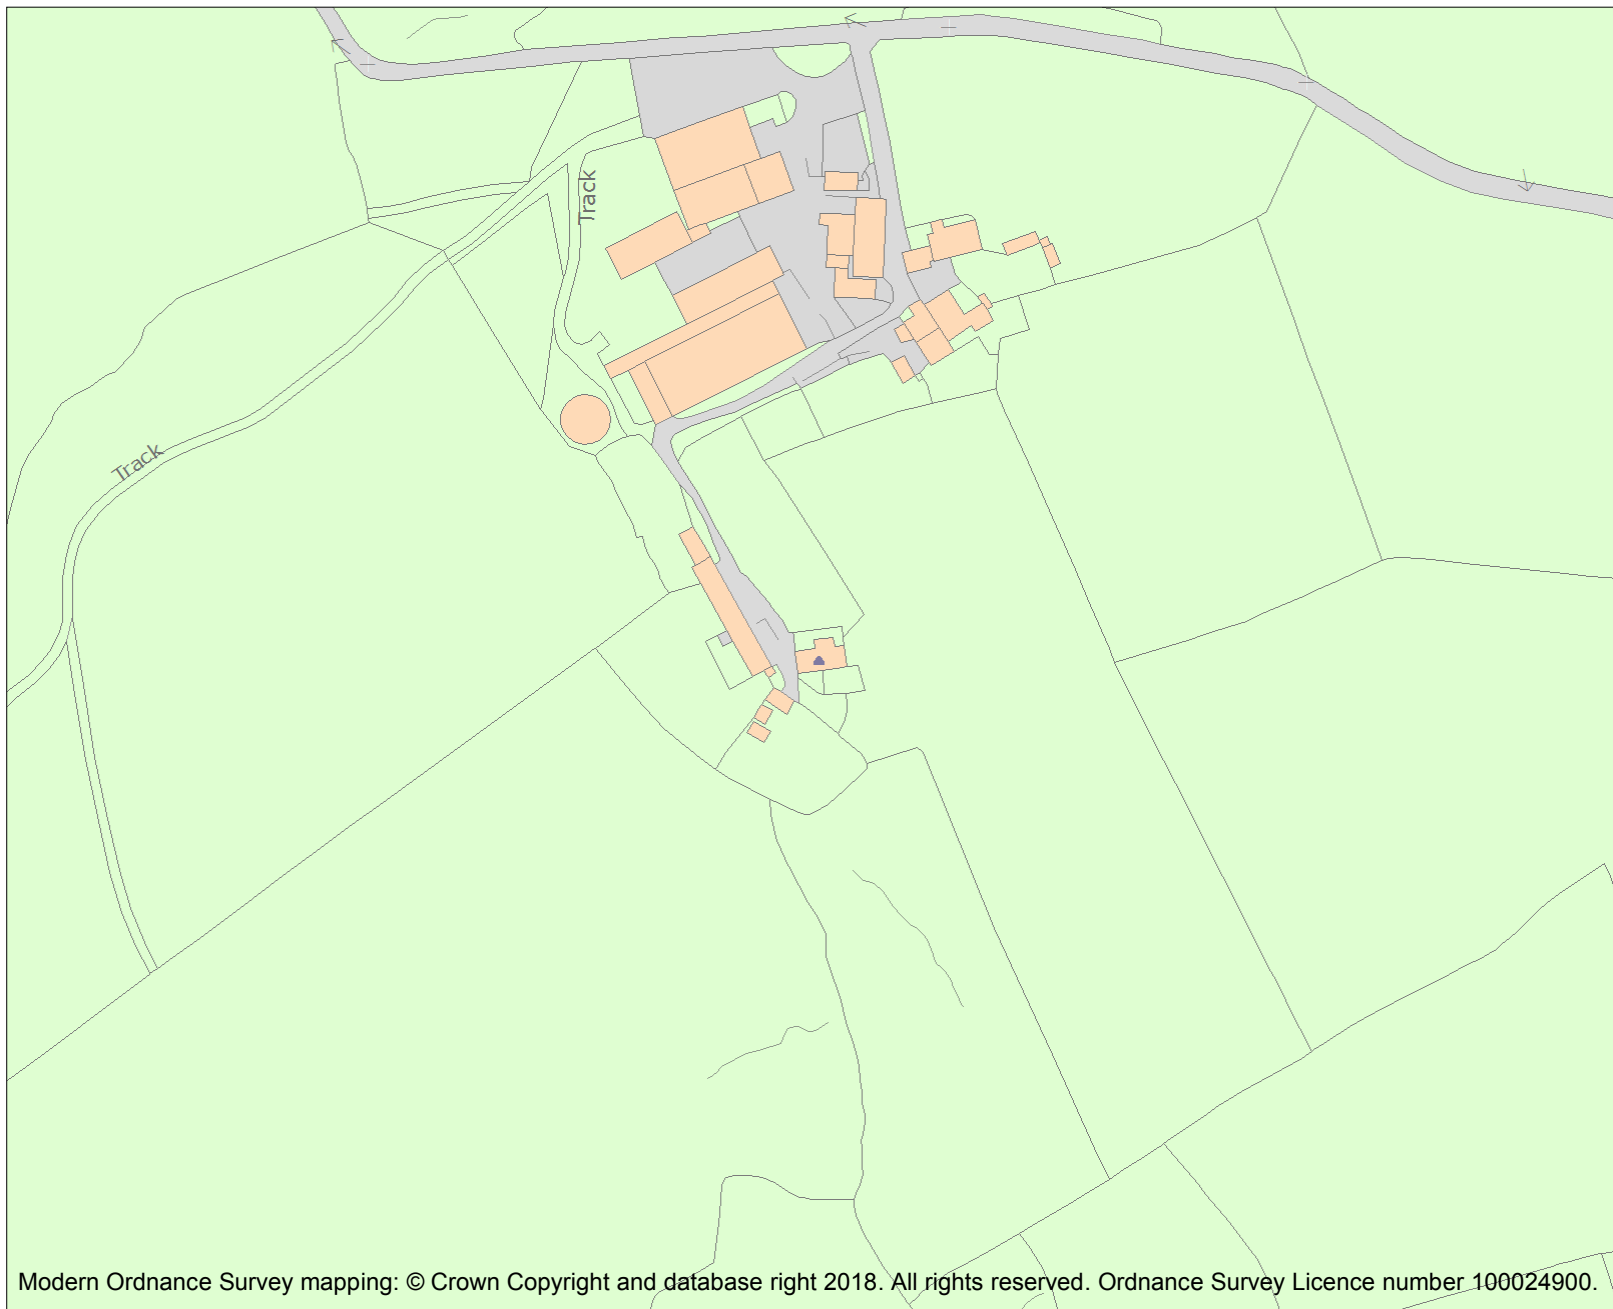 Track
Track
Modern Ordnance Survey mapping: © Crown Copyright and database right 2018. All rights reserved. Ordnance Survey Licence number 100024900.